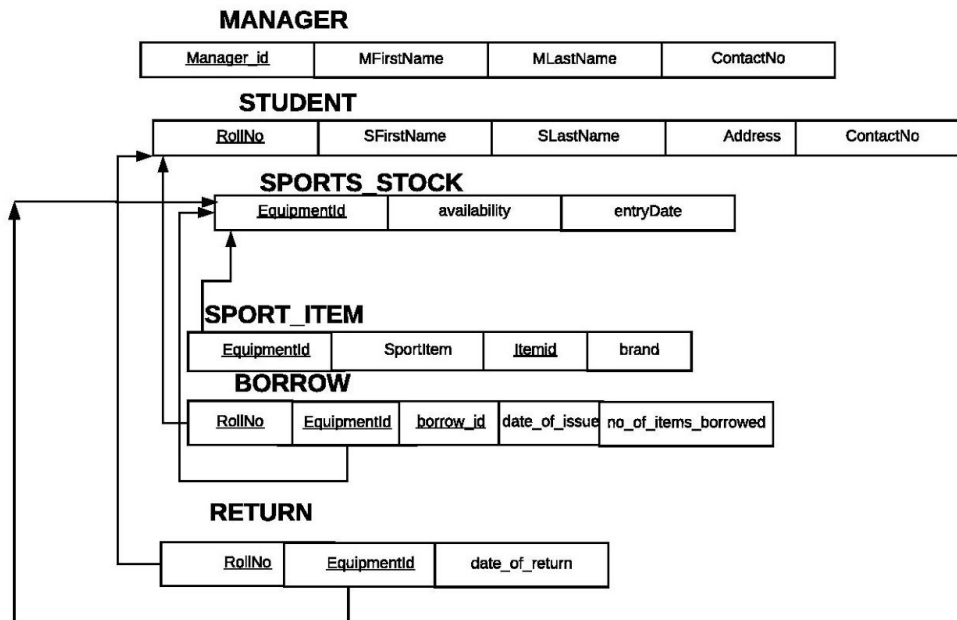 MANAGER
Manager_id MFirstName MLastName ContactNo
STUDENT
RollNo SFirstName SLastName Address ContactNo
SPORTS_STOCK
EquipmentId availability entryDate
SPORT_ITEM
EquipmentId SportItem Itemid brand
BORROW
RollNo EquipmentId borrow_id date_of_issue no_of_items_borrowed
RETURN
RollNo EquipmentId date_of_return